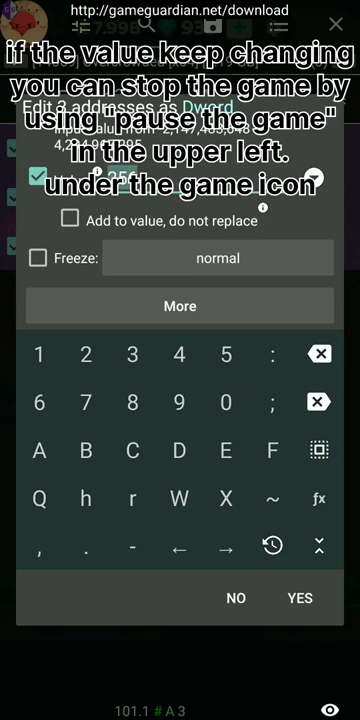 http://gameguardian.net/download
if the value keep changing
you can stop the game by
Edit 3 addresses as Dword
using "pause the game"
in the upper left.
256
under the game icon
Add to value, do not replace
Freeze:
normal
More
1 2 3 4 5 :
6 7 8 9 0 ;
A B C D E F
Q h r W X ~ ƒx
, . - ← →
NO YES
101.1 # A 3